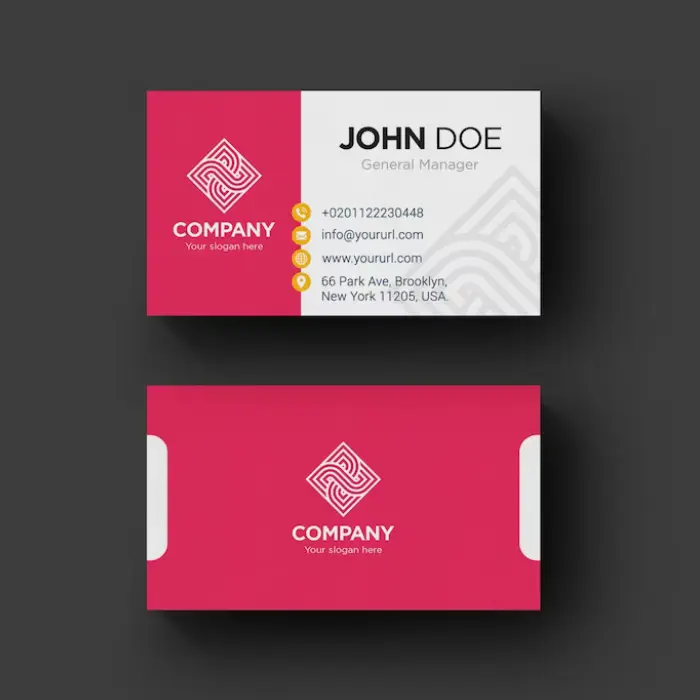 JOHN DOE
General Manager
COMPANY
Your slogan here
+0201122230448
info@yoururl.com
www.yoururl.com
66 Park Ave, Brooklyn,
New York 11205, USA.
COMPANY
Your slogan here